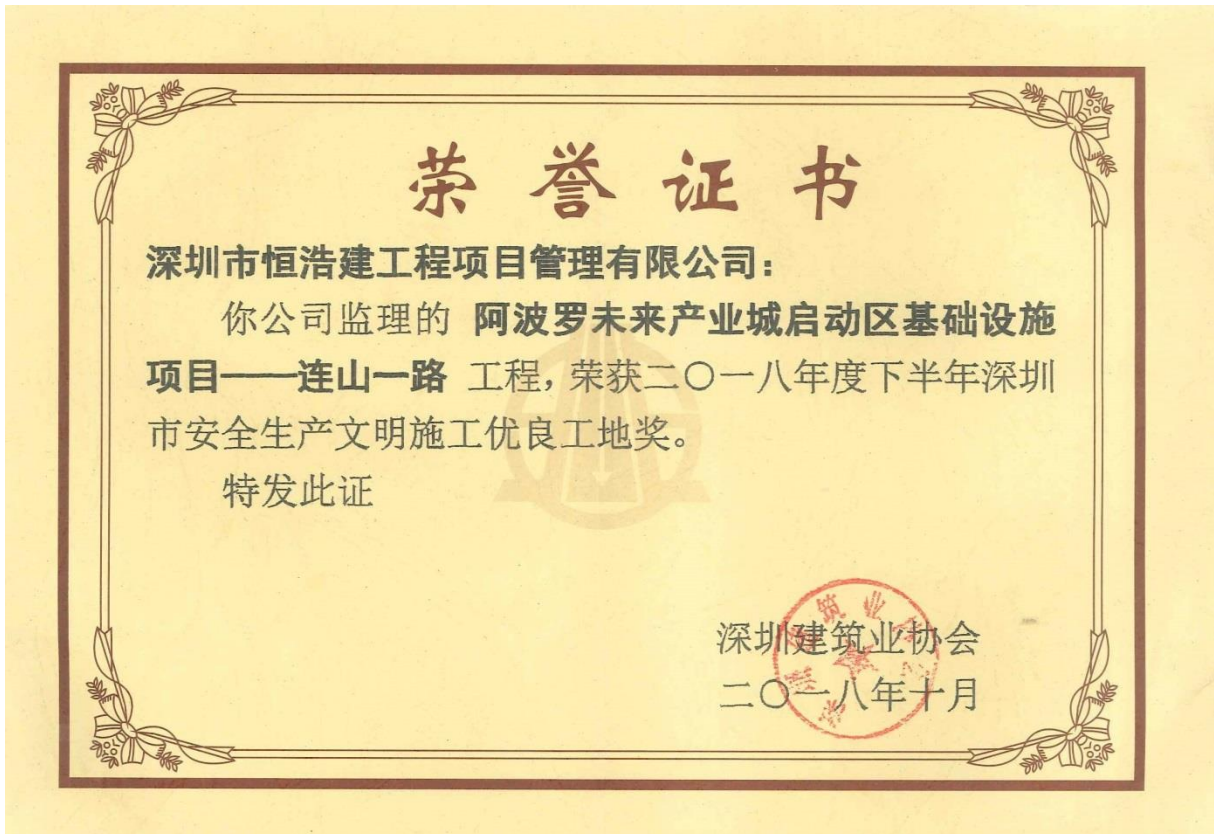 荣誉证书
深圳市恒浩建工程项目管理有限公司：
你公司监理的 阿波罗未来产业城启动区基础设施
项目——连山一路 工程，荣获二〇一八年度下半年深圳
市安全生产文明施工优良工地奖。
特发此证
深圳建筑业协会
二〇一八年十月